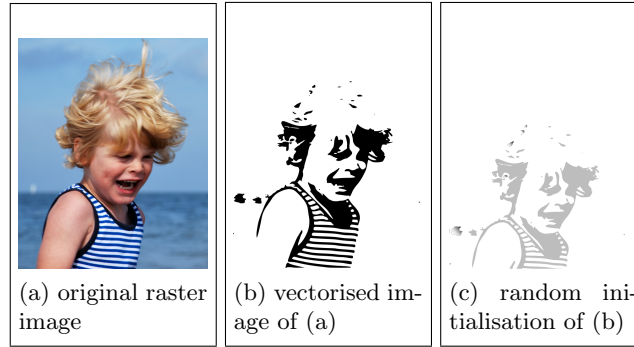 (a) original raster
image
(b) vectorised im-
age of (a)
(c) random ini-
tialisation of (b)